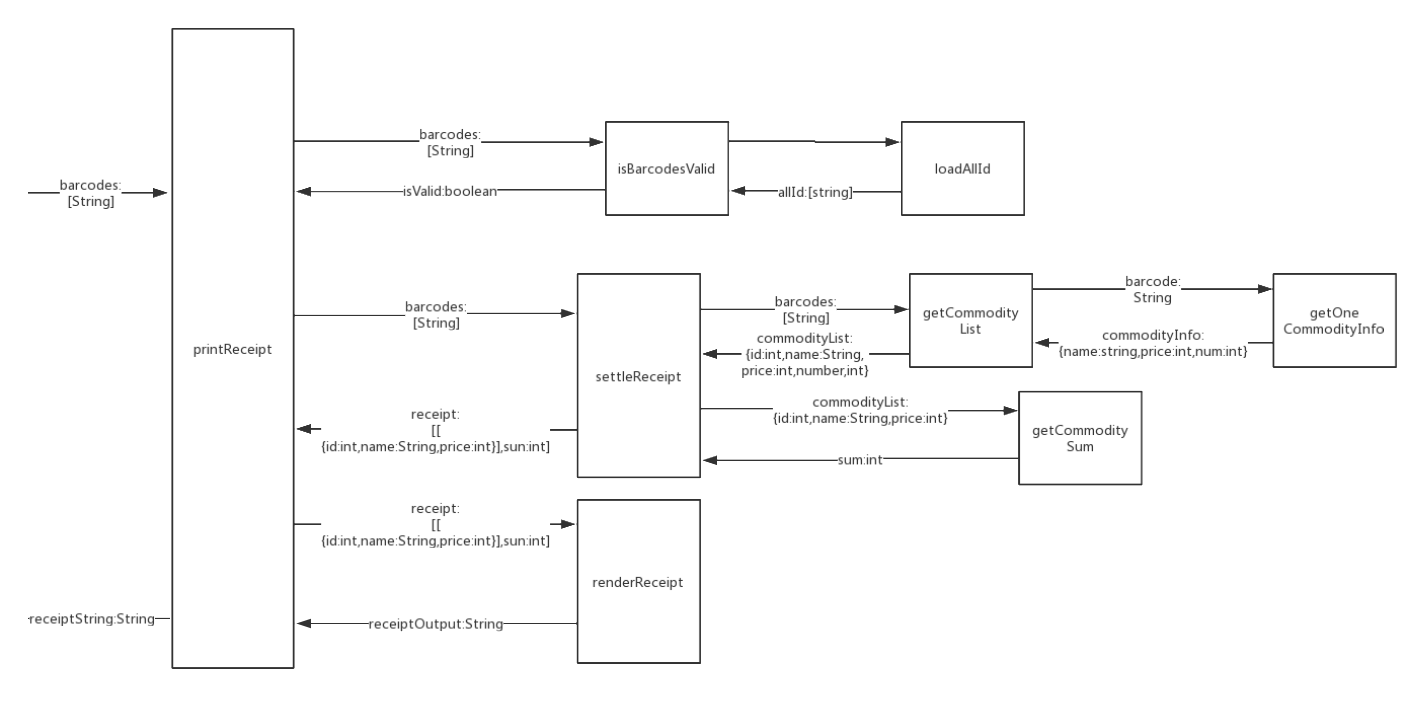 barcodes:
[String]
printReceipt
receiptString:String
barcodes:
[String]
isValid:boolean
isBarcodesValid
allId:[string]
loadAllId
barcodes:
[String]
receipt:
[[
{id:int,name:String,price:int}],sun:int]
settleReceipt
barcodes:
[String]
commodityList:
{id:int,name:String,
price:int,number,int}
getCommodity
List
barcode:
String
commodityInfo:
{name:string,price:int,num:int}
getOne
CommodityInfo
commodityList:
{id:int,name:String,price:int}
sum:int
getCommodity
Sum
receipt:
[[
{id:int,name:String,price:int}],sun:int]
receiptOutput:String
renderReceipt